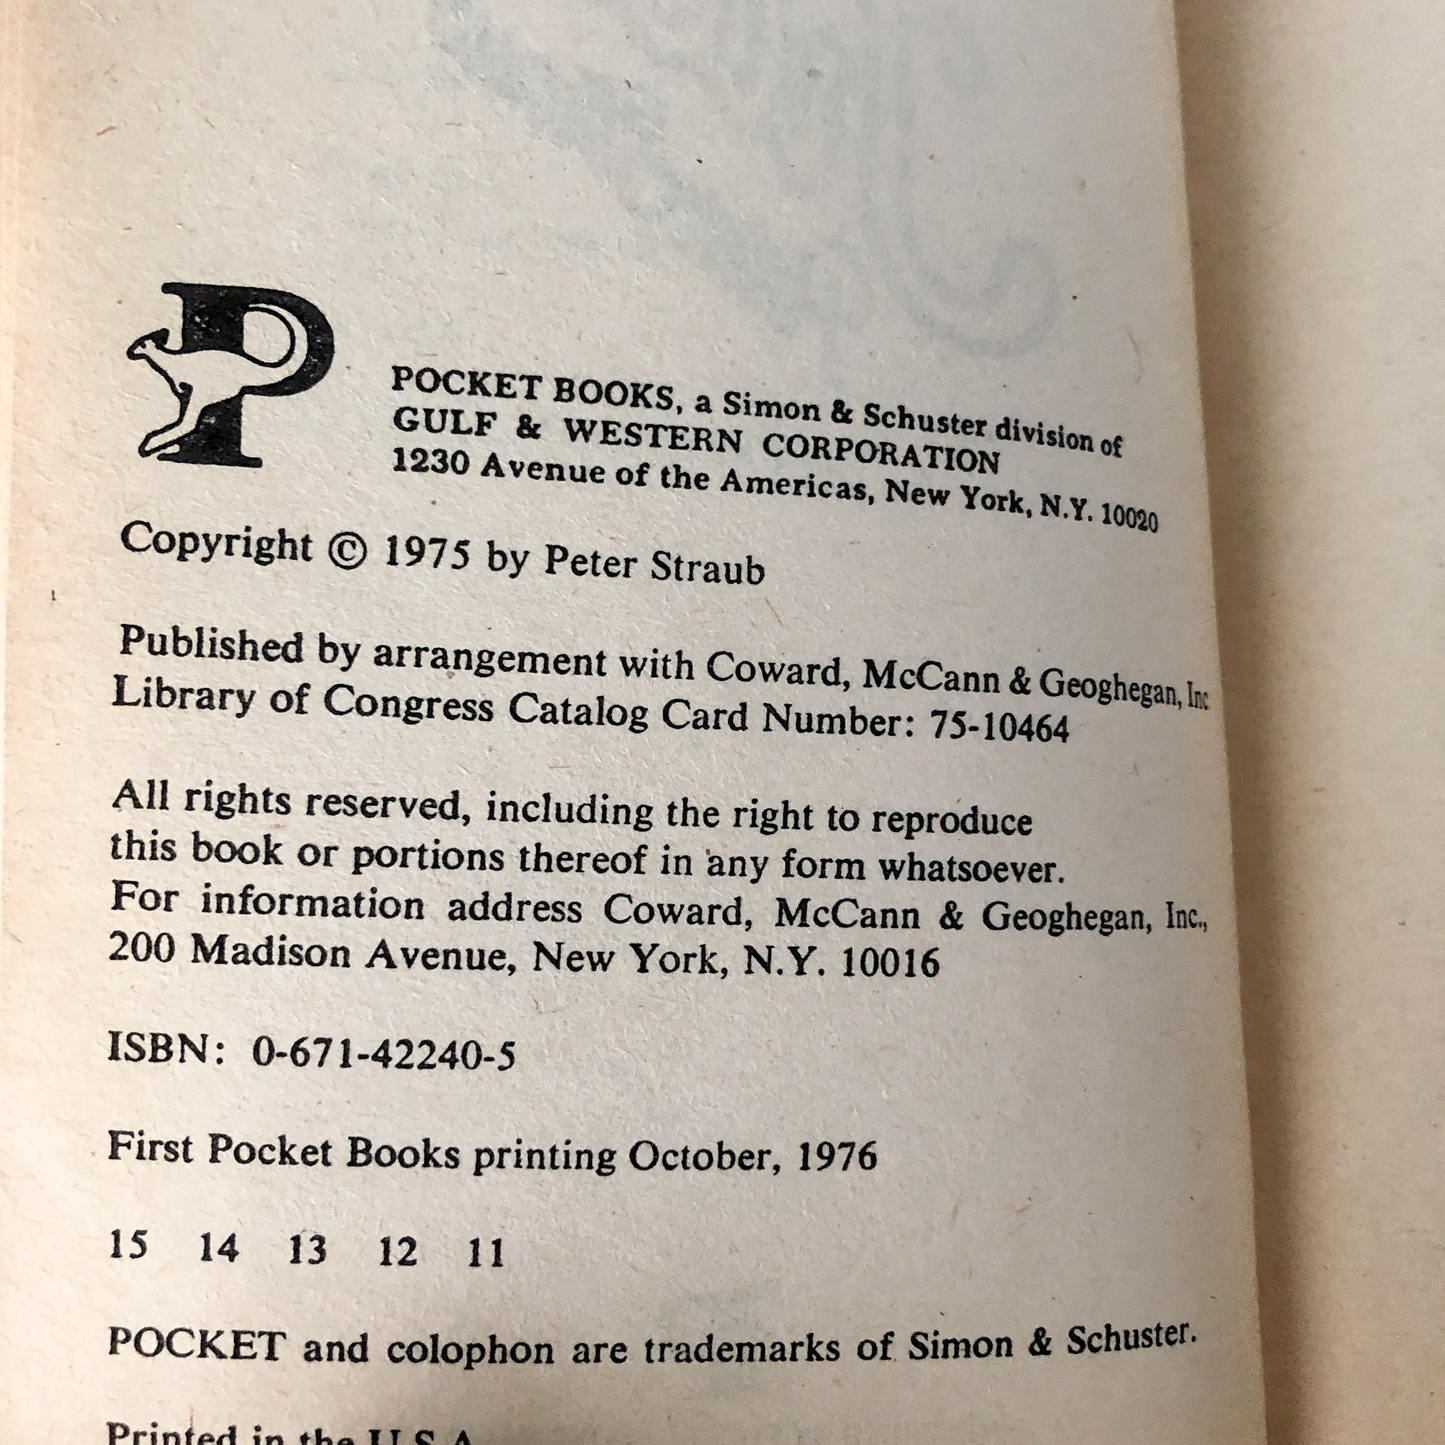 P
POCKET BOOKS, a Simon & Schuster division of
GULF & WESTERN CORPORATION
1230 Avenue of the Americas, New York, N.Y. 10020
Copyright © 1975 by Peter Straub
Published by arrangement with Coward, McCann & Geoghegan, Inc
Library of Congress Catalog Card Number: 75-10464
All rights reserved, including the right to reproduce
this book or portions thereof in any form whatsoever.
For information address Coward, McCann & Geoghegan, Inc.,
200 Madison Avenue, New York, N.Y. 10016
ISBN: 0-671-42240-5
First Pocket Books printing October, 1976
15 14 13 12 11
POCKET and colophon are trademarks of Simon & Schuster.
Printed in the U.S.A.